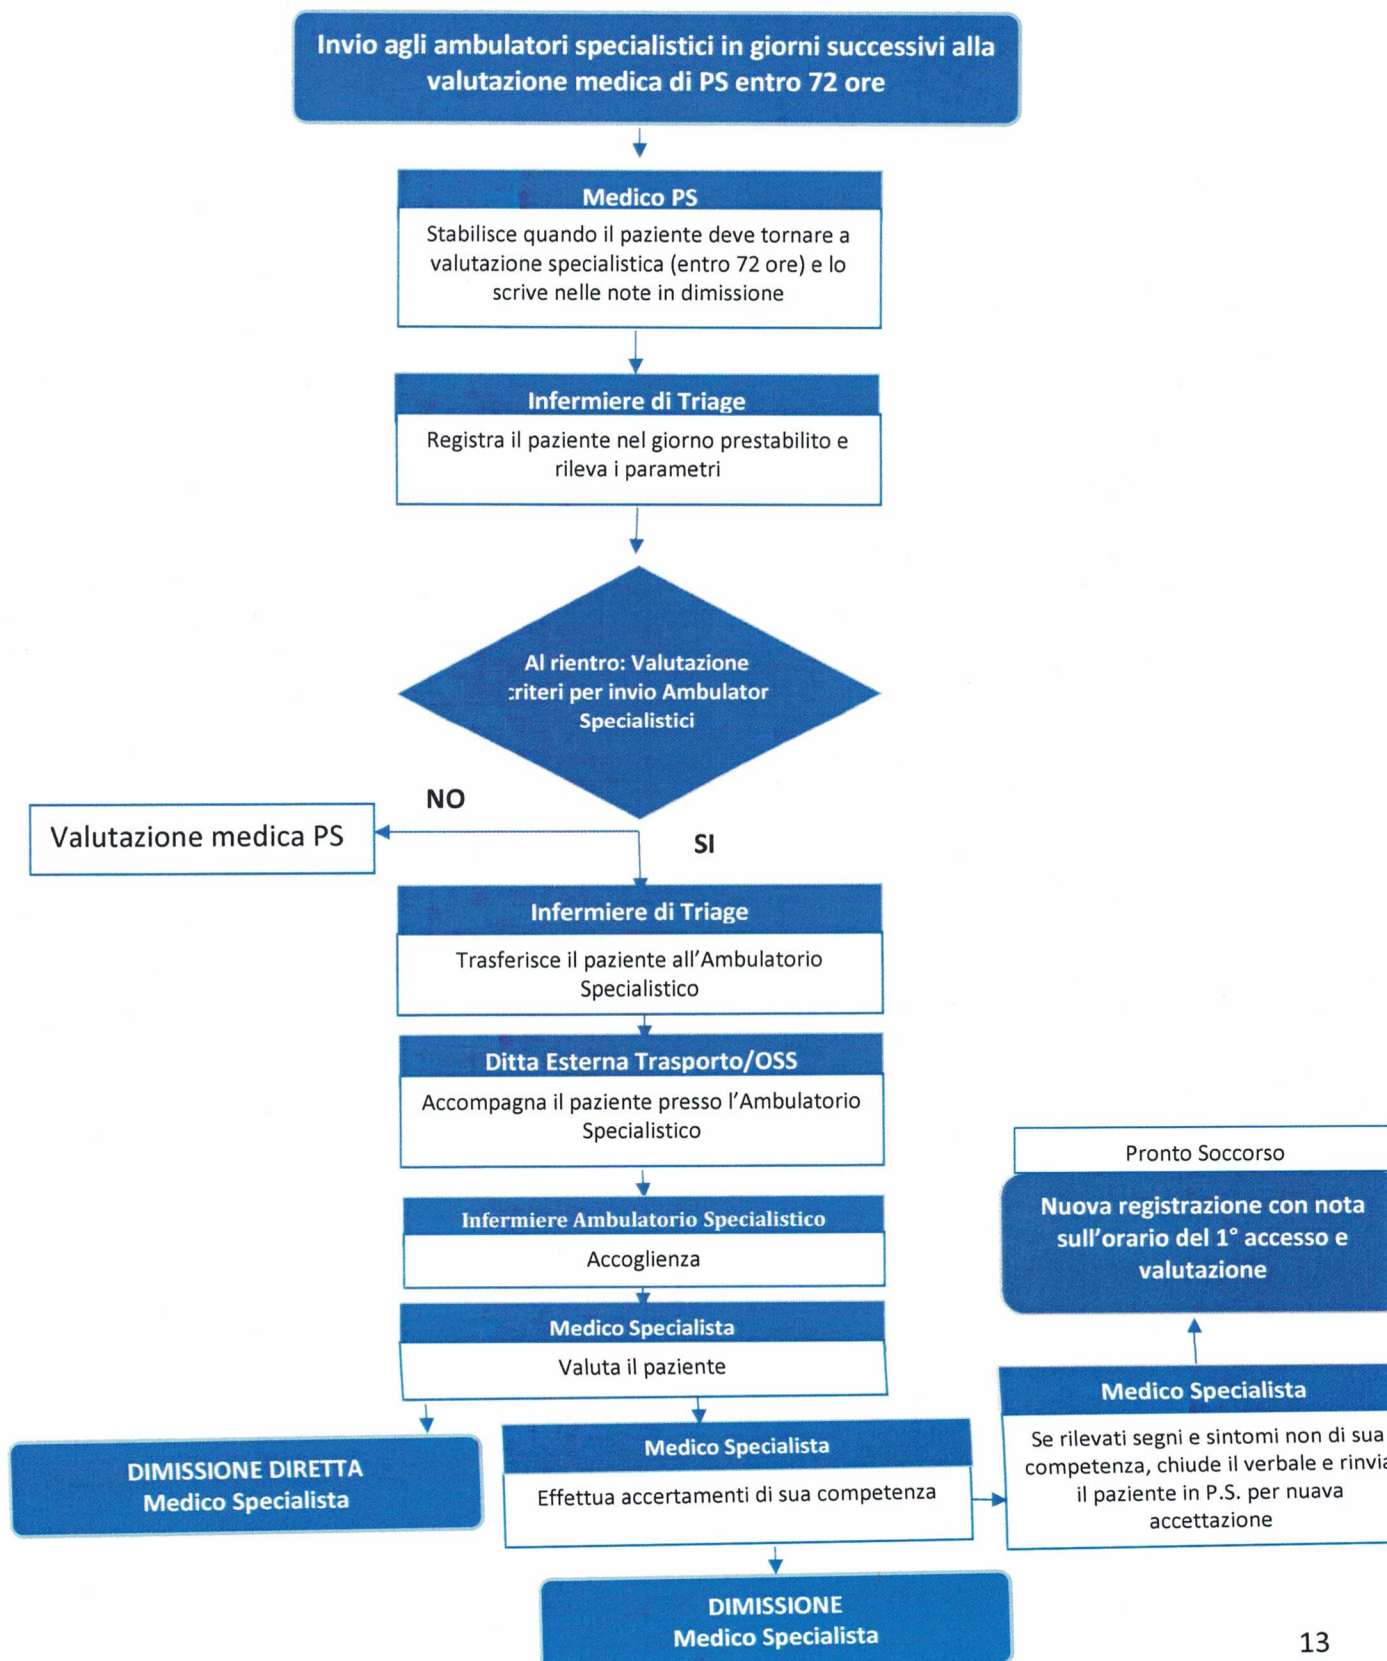 Invio agli ambulatori specialistici in giorni successivi alla
valutazione medica di PS entro 72 ore
Medico PS
Stabilisce quando il paziente deve tornare a
valutazione specialistica (entro 72 ore) e lo
scrive nelle note in dimissione
Infermiere di Triage
Registra il paziente nel giorno prestabilito e
rileva i parametri
Al rientro: Valutazione
criteri per invio Ambulator
Specialistici
NO
Valutazione medica PS
SI
Infermiere di Triage
Trasferisce il paziente all'Ambulatorio
Specialistico
Ditta Esterna Trasporto/OSS
Accompagna il paziente presso l'Ambulatorio
Specialistico
Infermiere Ambulatorio Specialistico
Accoglienza
Medico Specialista
Valuta il paziente
DIMISSIONE DIRETTA
Medico Specialista
Medico Specialista
Effettua accertamenti di sua competenza
DIMISSIONE
Medico Specialista
Pronto Soccorso
Nuova registrazione con nota
sull'orario del 1° accesso e
valutazione
Medico Specialista
Se rilevati segni e sintomi non di sua
competenza, chiude il verbale e rinvia
il paziente in P.S. per nuava
accettazione
13